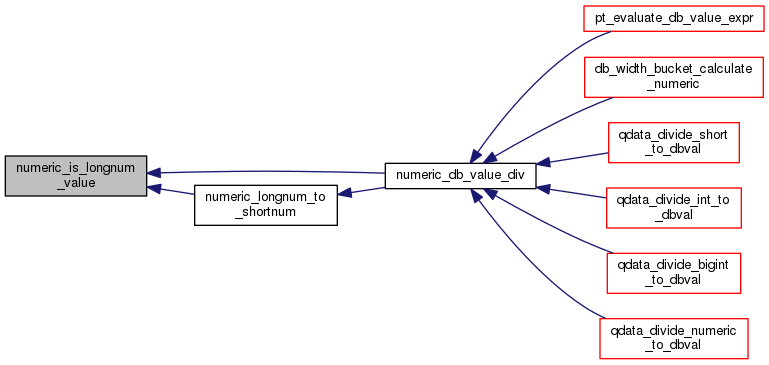 pt_evaluate_db_value_expr
db_width_bucket_calculate
_numeric
qdata_divide_short
_to_dbval
numeric_is_longnum
_value
numeric_db_value_div
numeric_longnum_to
_shortnum
qdata_divide_int_to
_dbval
qdata_divide_bigint
_to_dbval
qdata_divide_numeric
_to_dbval